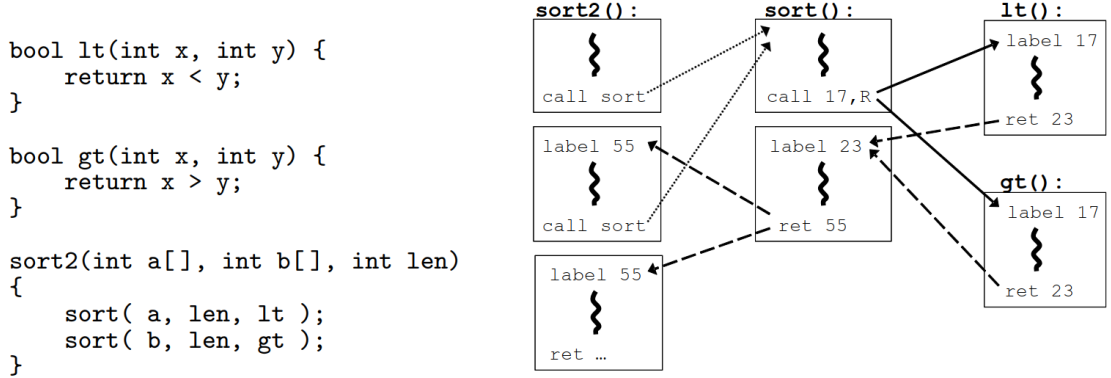 bool lt(int x, int y) {
    return x < y;
}
bool gt(int x, int y) {
    return x > y;
}
sort2(int a[], int b[], int len)
{
    sort( a, len, lt );
    sort( b, len, gt );
}
sort2():
call sort
label 55
call sort
label 55
ret …
sort():
call 17,R
label 23
ret 55
lt():
label 17
ret 23
gt():
label 17
ret 23